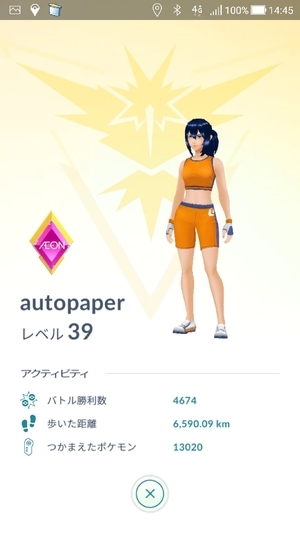 4G 100% 14:45
ÆON
autopaper
レベル 39
アクティビティ
バトル勝利数 4674
歩いた距離 6,590.09 km
つかまえたポケモン 13020